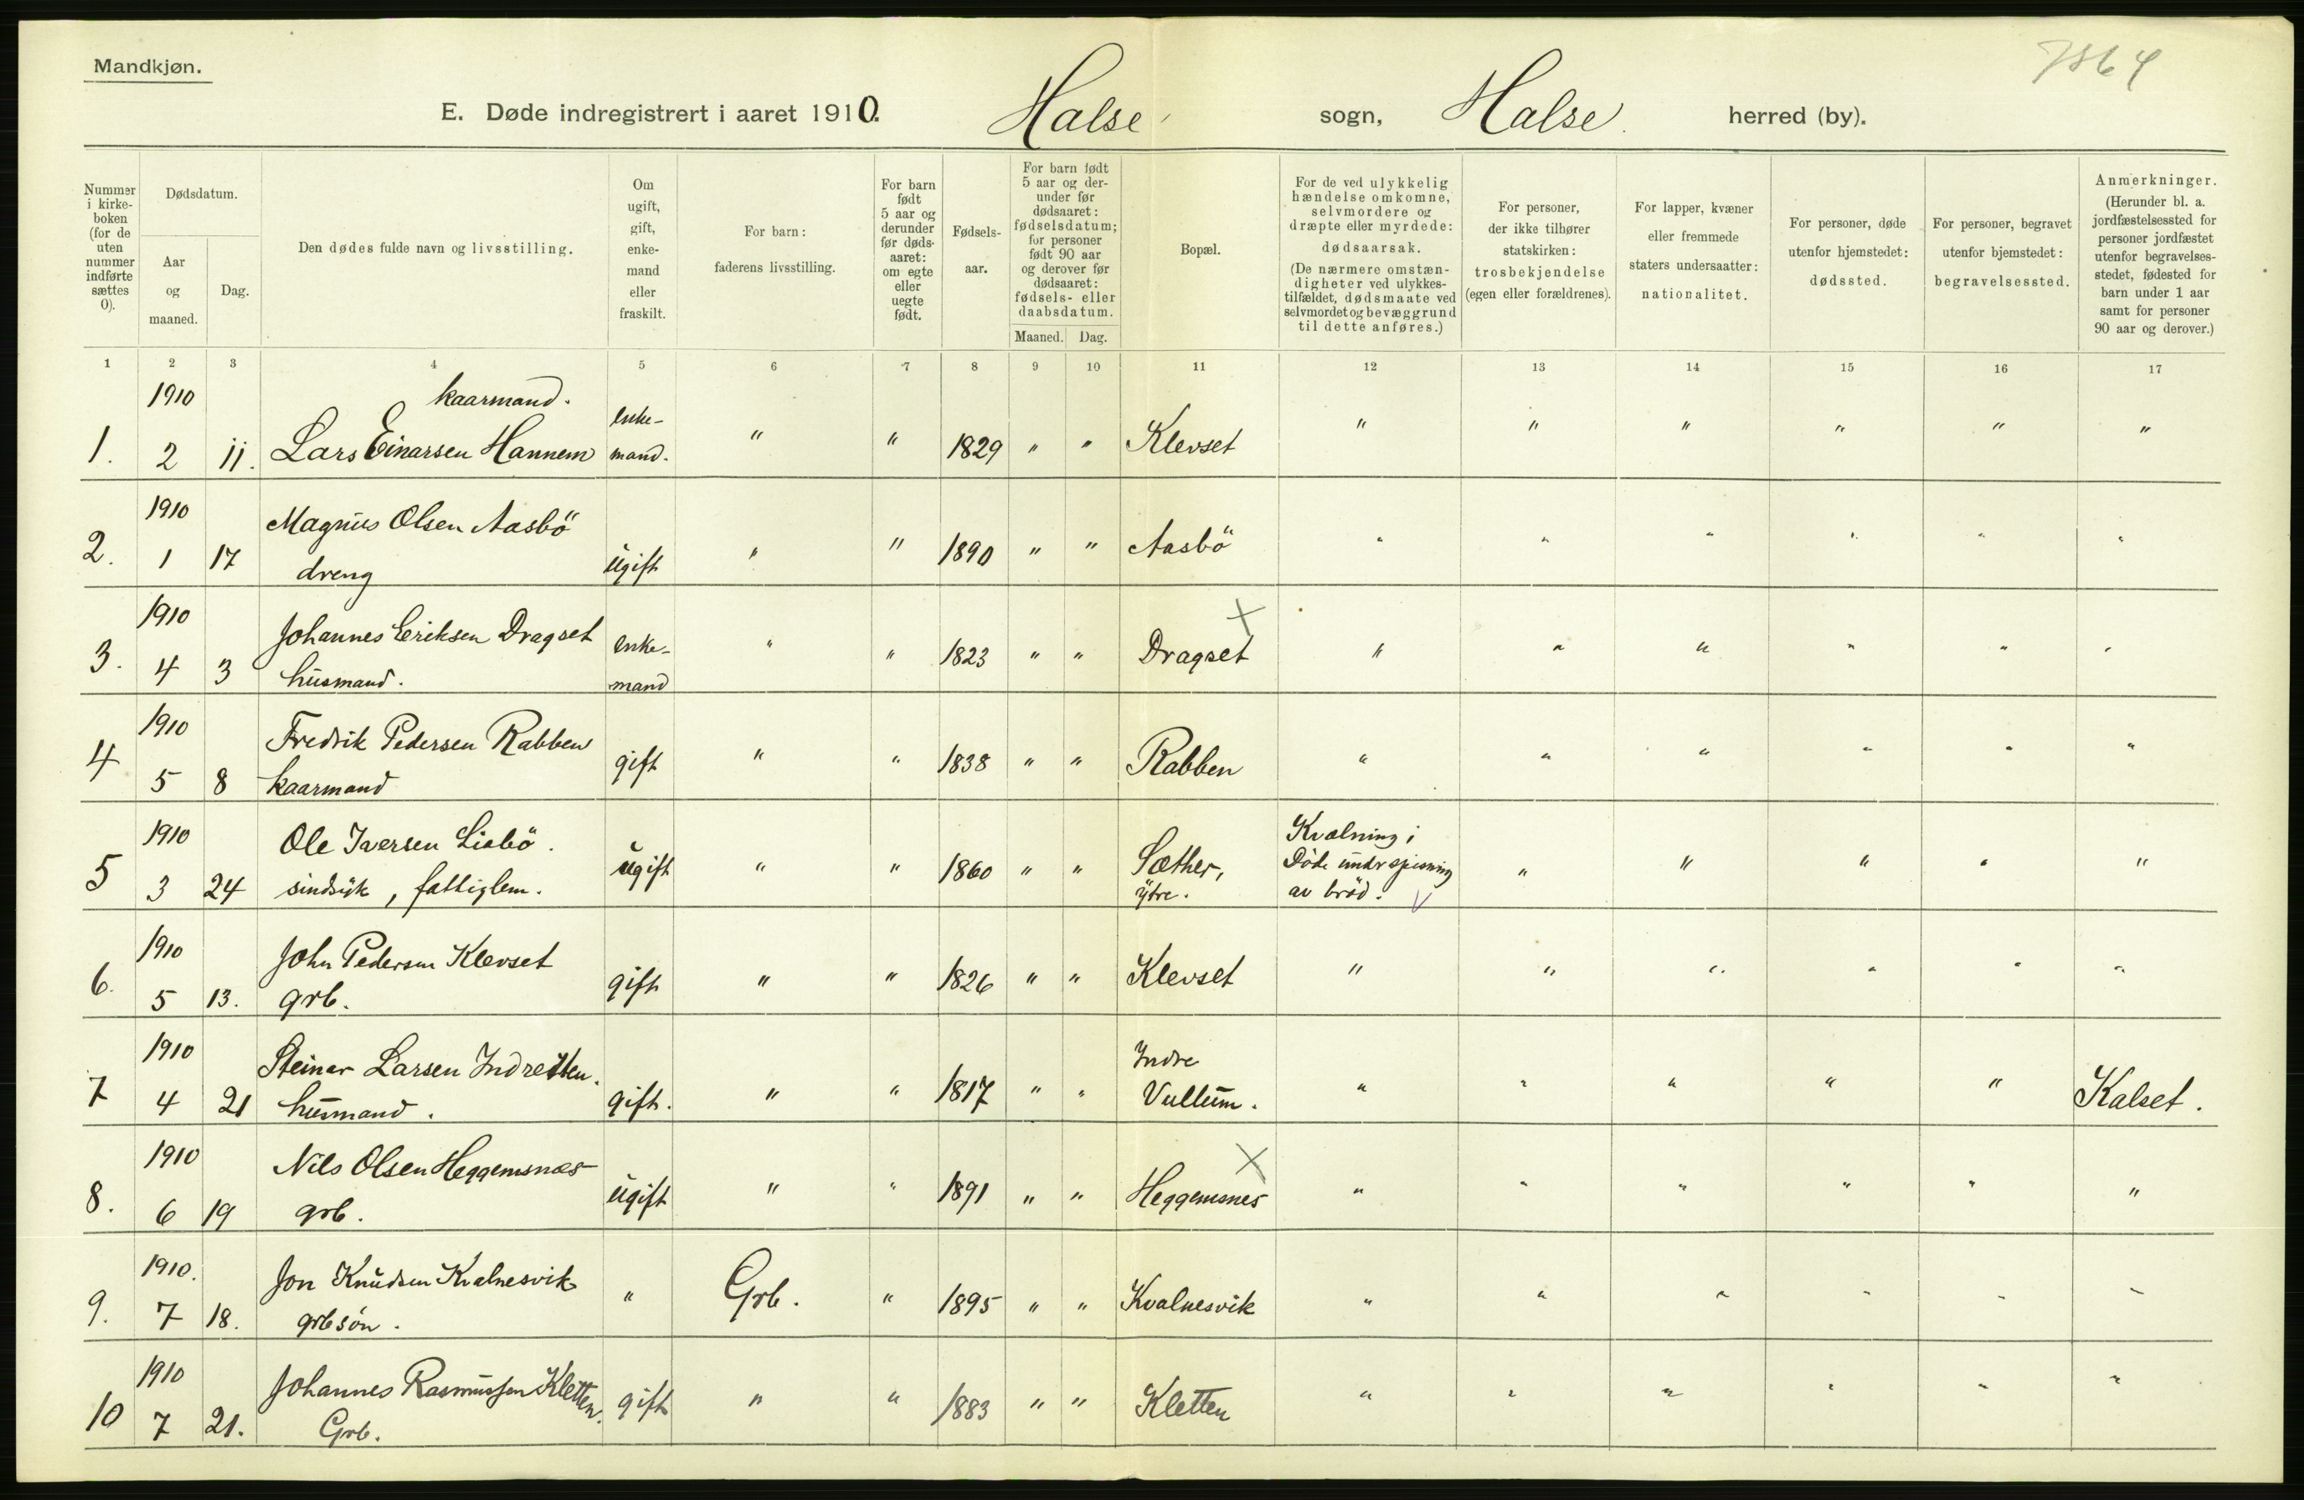 Mandkjøn.
E. Døde indregistrert i aaret 1910. Halse sogn, Halse herred (by).
Nummer i kirkeboken (for de uten nummer indførte sættes 0).
Dødsdatum.
Aar og maaned.
Dag.
Den dødes fulde navn og livsstilling.
Om ugift, gift, enkemand eller fraskilt.
For barn: faderens livsstilling.
For barn født 5 aar og derunder før dødsaaret: om egte eller uegte født.
Fødselsaar.
For barn født 5 aar og derunder før dødsaaret: fødselsdatum; for personer født 90 aar og derover før dødsaaret: fødsels- eller daabsdatum.
Maaned. Dag.
Bopæl.
For de ved ulykkelig hændelse omkomne, selvmordere og dræpte eller myrdede: dødsaarsak. (De nærmere omstændigheter ved ulykkestilfældet, dødsmaate ved selvmordet og bevæggrund til dette anføres.)
For personer, der ikke tilhører statskirken: trosbekjendelse (egen eller forældrenes).
For lapper, kvæner eller fremmede staters undersaatter: nationalitet.
For personer, døde utenfor hjemstedet: dødssted.
For personer, begravet utenfor hjemstedet: begravelsessted.
Anmerkninger. (Herunder bl. a. jordfæstelsessted for personer jordfæstet utenfor begravelsesstedet, fødested for barn under 1 aar samt for personer 90 aar og derover.)
1 2 3 4 5 6 7 8 9 10 11 12 13 14 15 16 17
1. 1910 2 11. kaarmand. Lars Einarsen Hannem enke-mand. " " 1829 " " Klevset " " " " " "
2. 1910 1 17 Magnus Olsen Aasbö dreng ugift " " 1890 " " Aasbö " " " " " "
3. 1910 4 3 Johannes Eriksen Dragset husmand. enke-mand " " 1823 " " Dragset " " " " " "
4 1910 5 8 Fredrik Pedersen Rabben kaarmand gift " " 1838 " " Rabben " " " " " "
5 1910 3 24 Ole Iversen Liabö. sindsyk, fattiglem. ugift " " 1860 " " Sæther, ytre. Kvælning i Döde under spisning av bröd. " " " " "
6. 1910 5 13. John Pedersen Klevset grb. gift " " 1826 " " Klevset " " " " " "
7 1910 4 21 Steinar Larsen Indresten. husmand. gift. " " 1817 " " Indre Vullum. " " " " " Kalset.
8. 1910 6 19 Nils Olsen Heggemsnæs grb. ugift " " 1891 " " Heggemsnes " " " " " "
9. 1910. 7 18. Jon Knudsen Kvalnesvik grbsön. " Grb. " 1895 " " Kvalnesvik " " " " " "
10 1910 7 21. Johannes Rasmussen Kletten. Grb. gift " " 1883 " " Kletten " " " " " "